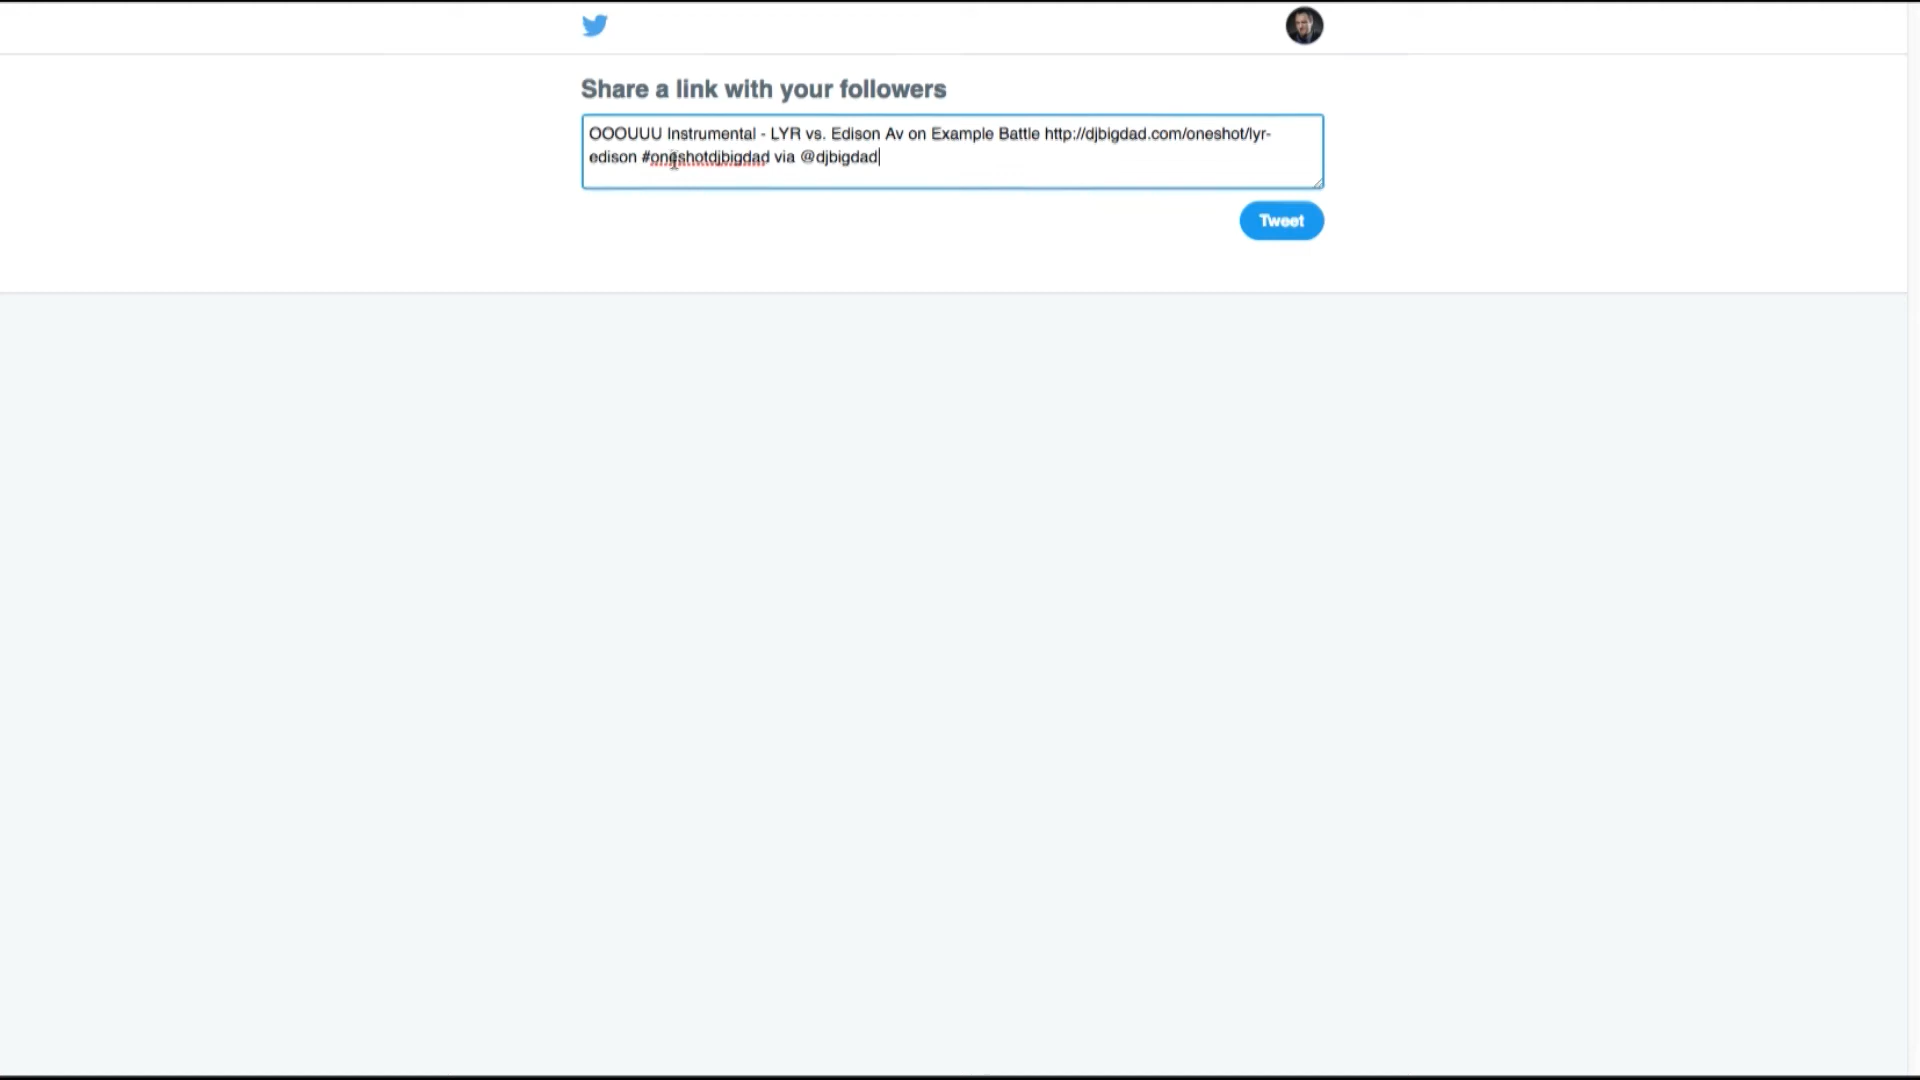 Share a link with your followers
OOOUUU Instrumental - LYR vs. Edison Av on Example Battle http://djbigdad.com/oneshot/lyr-
edison #oneshotdjbigdad via @djbigdad
Tweet